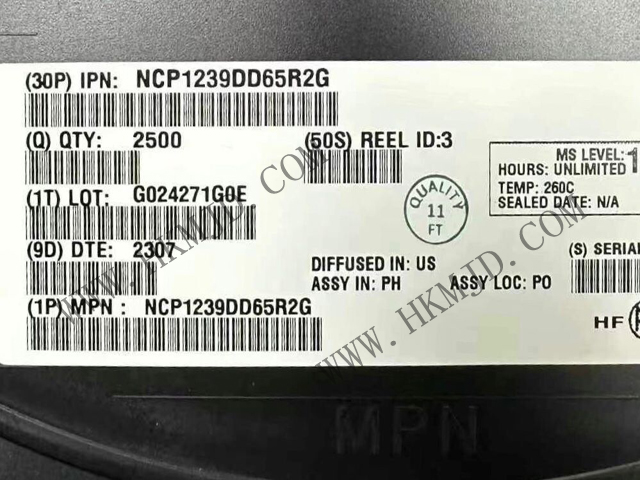 (30P) IPN: NCP1239DD65R2G
(Q) QTY: 2500
(50S) REEL ID:3
MS LEVEL:1
HOURS: UNLIMITED
TEMP: 260C
SEALED DATE: N/A
(1T) LOT: G024271G0E
QUALITY
11
FT
(9D) DTE: 2307
DIFFUSED IN: US
ASSY IN: PH
ASSY LOC: PO
(S) SERIAL
(1P) MPN : NCP1239DD65R2G
HF
WWW.HKMJD.COM
WWW.HKMJD.COM
MPN